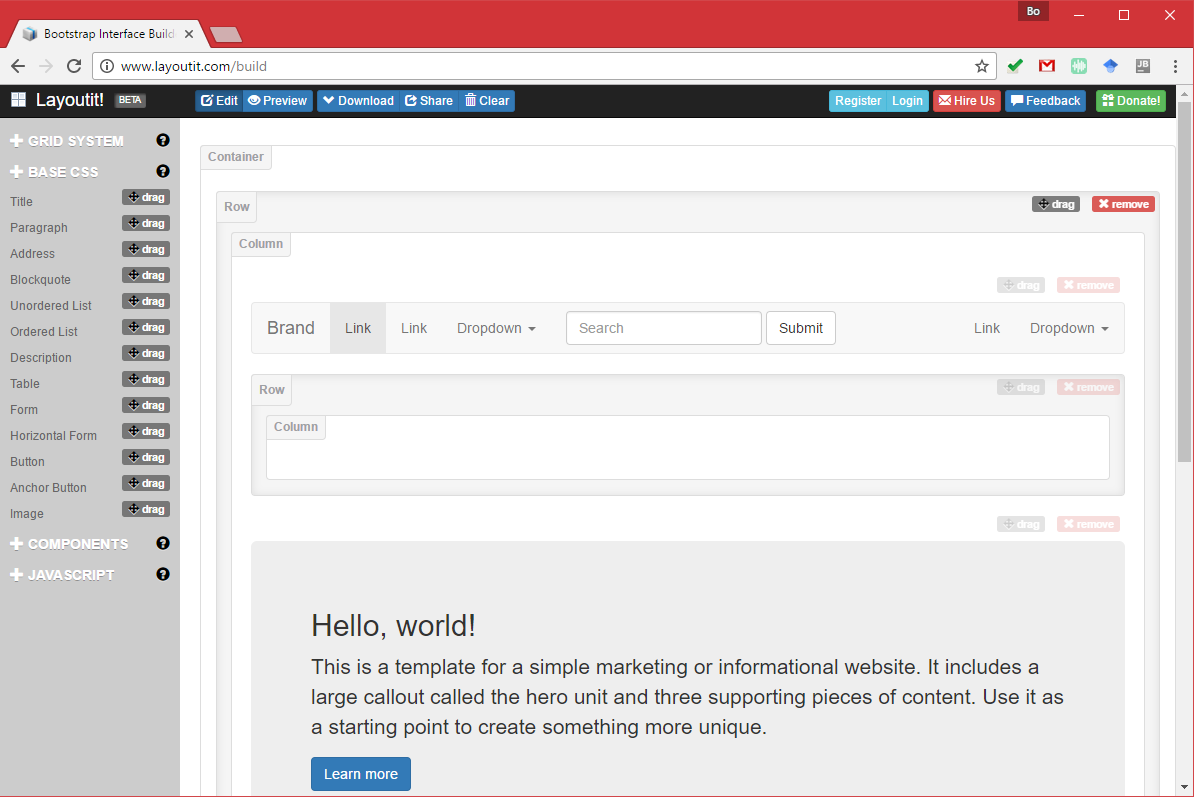 Bo
Bootstrap Interface Build
www.layoutit.com/build
JB
Layoutit! BETA Edit Preview Download Share Clear Register Login Hire Us Feedback Donate!
GRID SYSTEM ?
BASE CSS ?
Title drag
Paragraph drag
Address drag
Blockquote drag
Unordered List drag
Ordered List drag
Description drag
Table drag
Form drag
Horizontal Form drag
Button drag
Anchor Button drag
Image drag
COMPONENTS ?
JAVASCRIPT ?
Container
Row drag remove
Column
drag remove
Brand Link Link Dropdown Search Submit Link Dropdown
Row drag remove
Column
drag remove
Hello, world!
This is a template for a simple marketing or informational website. It includes a
large callout called the hero unit and three supporting pieces of content. Use it as
a starting point to create something more unique.
Learn more